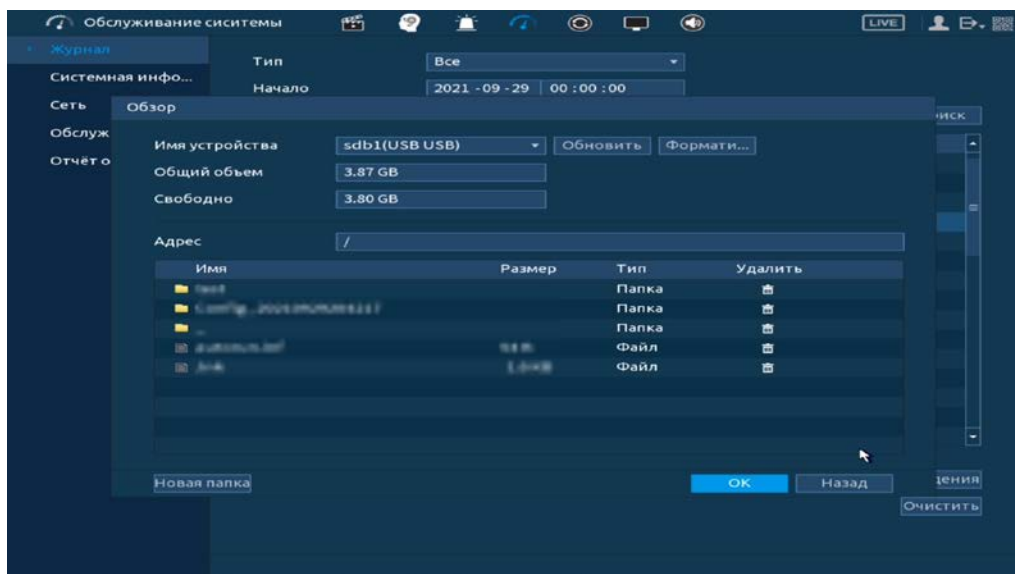 Обслуживание сиситемы LIVE
Журнал
Тип Все
Системная инфо...
Начало 2021 -09 -29 00 : 00 : 00
Сеть
Обзор
иск
Обслуж
Имя устройства sdb1(USB USB) Обновить Формати...
Отчёт о
Общий объем 3.87 GB
Свободно 3.80 GB
Адрес /
Имя Размер Тип Удалить
Папка
Папка
_ Папка
Файл
Файл
Новая папка OK Назад
дения
Очистить